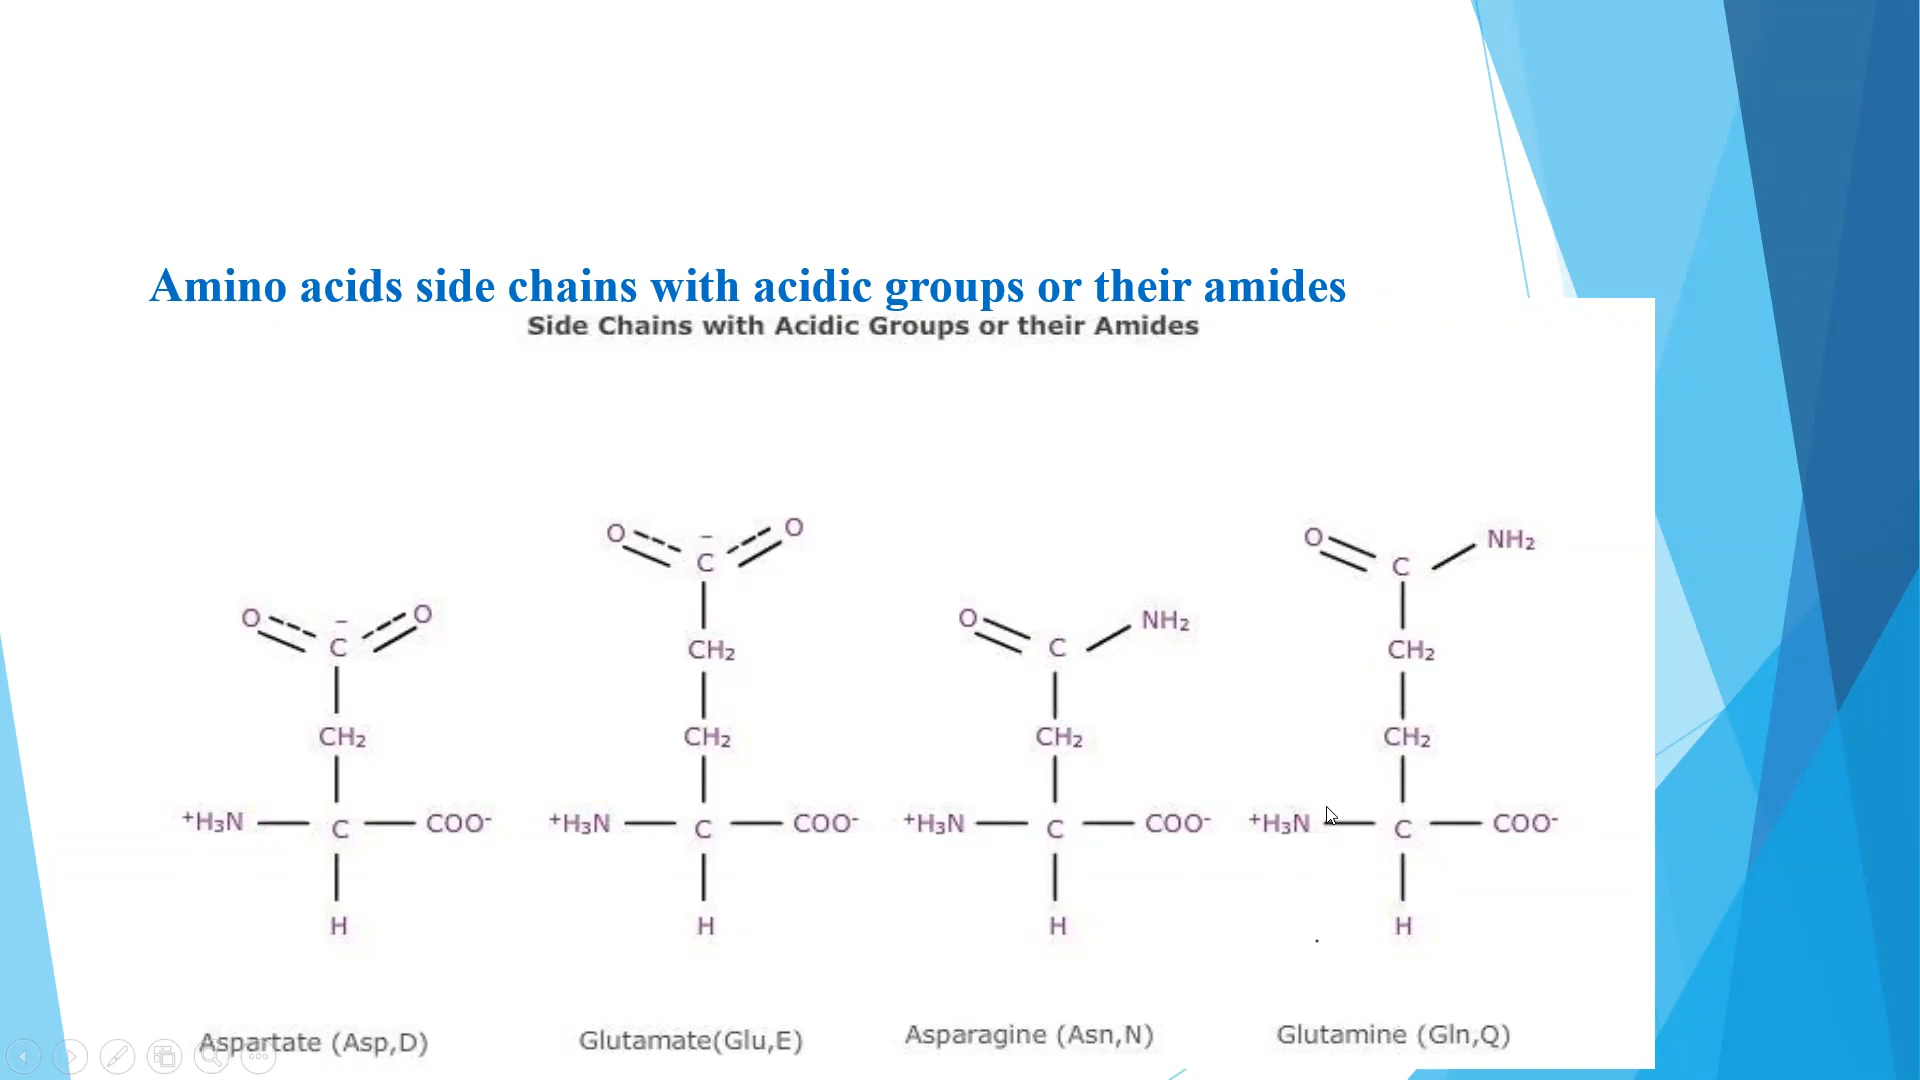 Amino acids side chains with acidic groups or their amides
Side Chains with Acidic Groups or their Amides
O O O NH₂
C⁻ C
O O O NH₂
C⁻ CH₂ C CH₂
CH₂ CH₂ CH₂ CH₂
⁺H₃N C COO⁻ ⁺H₃N C COO⁻ ⁺H₃N C COO⁻ ⁺H₃N C COO⁻
H H H H
Aspartate (Asp,D) Glutamate(Glu,E) Asparagine (Asn,N) Glutamine (Gln,Q)